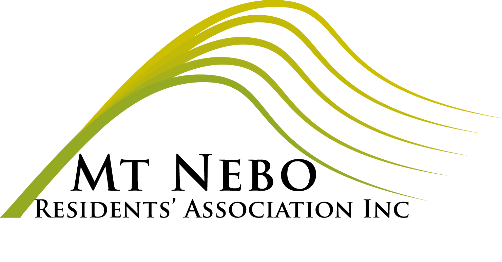 Mt Nebo
Residents’ Association Inc